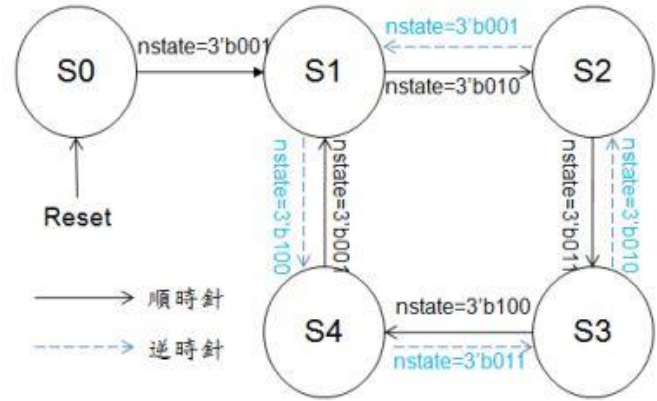 nstate=3'b001
S0
nstate=3'b001
S1
nstate=3'b010
S2
nstate=3'b100
nstate=3'b001
nstate=3'b011
nstate=3'b010
Reset
順時針
逆時針
S4
nstate=3'b100
nstate=3'b011
S3